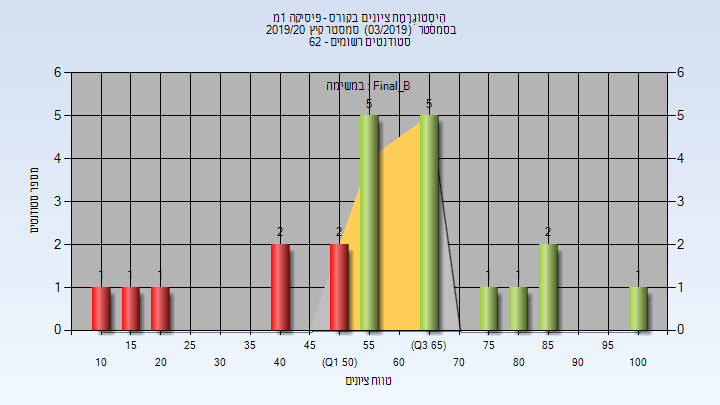 היסטוגרמת ציונים בקורס - פיסיקה 1מ
בסמסטר (03/2019) סמסטר קיץ 2019/20
סטודנטים רשומים - 62
במשימה : Final_B
מספר סטודנטים
6 6
5 5
4 4
3 3
2 2
1 1
0 0
1 1 1 2 2 5 5 1 1 2 1
15 25 35 45 55 (Q3 65) 75 85 95
10 20 30 40 (Q1 50) 60 70 80 90 100
טווח ציונים